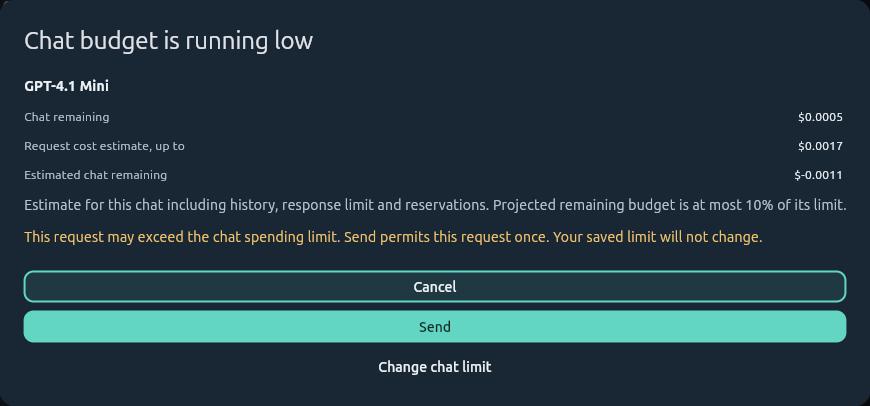 Chat budget is running low
GPT-4.1 Mini
Chat remaining $0.0005
Request cost estimate, up to $0.0017
Estimated chat remaining $-0.0011
Estimate for this chat including history, response limit and reservations. Projected remaining budget is at most 10% of its limit.
This request may exceed the chat spending limit. Send permits this request once. Your saved limit will not change.
Cancel
Send
Change chat limit